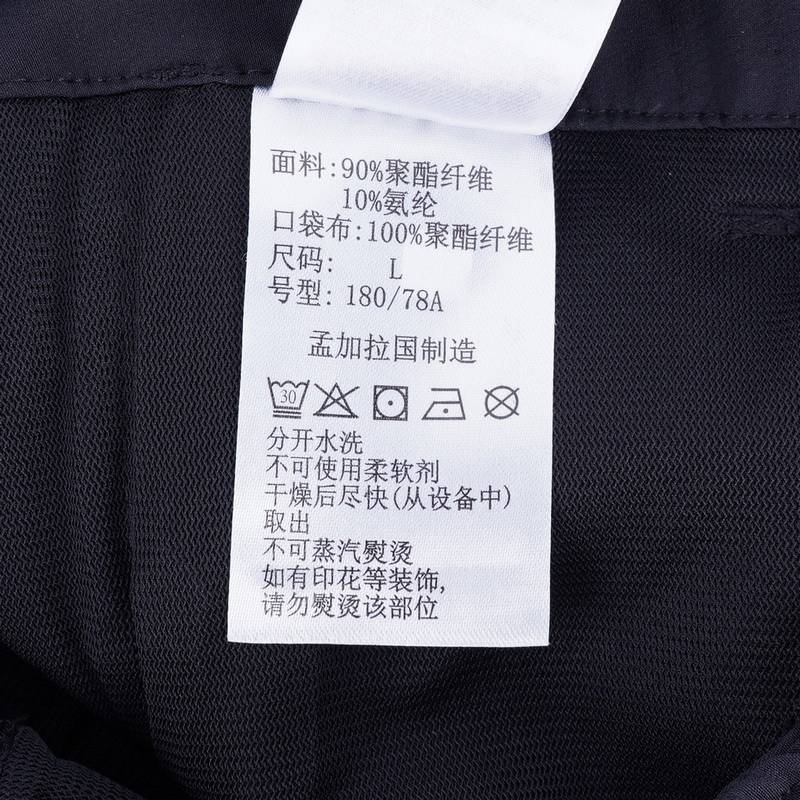 面料:90%聚酯纤维
10%氨纶
口袋布:100%聚酯纤维
尺码: L
号型: 180/78A
孟加拉国制造
30
分开水洗
不可使用柔软剂
干燥后尽快(从设备中)
取出
不可蒸汽熨烫
如有印花等装饰,
请勿熨烫该部位